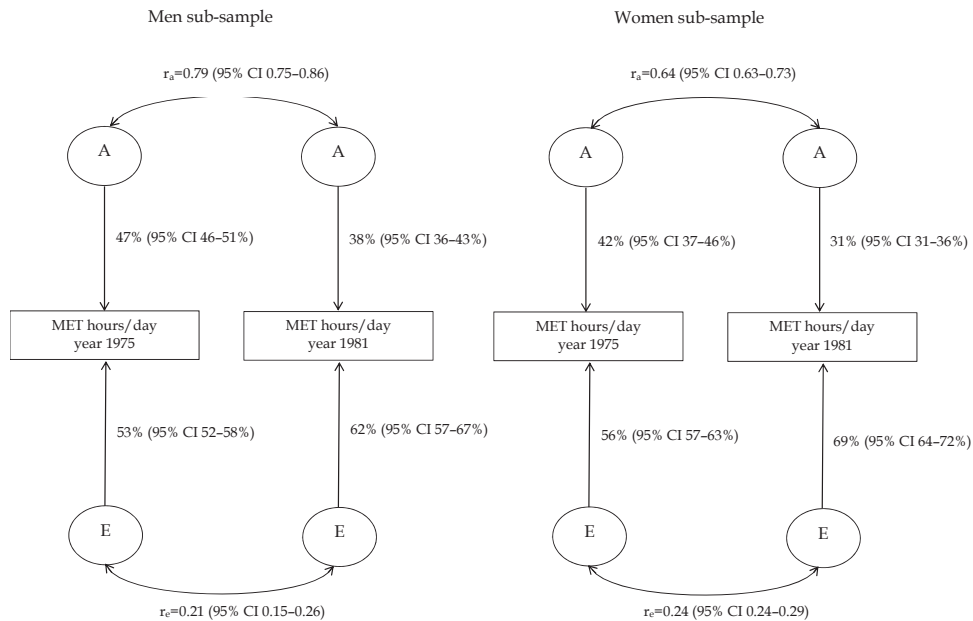 Men sub-sample
Women sub-sample
rₐ=0.79 (95% CI 0.75–0.86)
rₐ=0.64 (95% CI 0.63–0.73)
A
A
A
A
47% (95% CI 46–51%)
38% (95% CI 36–43%)
42% (95% CI 37–46%)
31% (95% CI 31–36%)
MET hours/day
year 1975
MET hours/day
year 1981
MET hours/day
year 1975
MET hours/day
year 1981
53% (95% CI 52–58%)
62% (95% CI 57–67%)
56% (95% CI 57–63%)
69% (95% CI 64–72%)
E
E
E
E
rₑ=0.21 (95% CI 0.15–0.26)
rₑ=0.24 (95% CI 0.24–0.29)